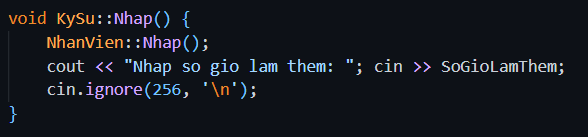 void KySu::Nhap() {
    NhanVien::Nhap();
    cout << "Nhap so gio lam them: "; cin >> SoGioLamThem;
    cin.ignore(256, '\n');
}